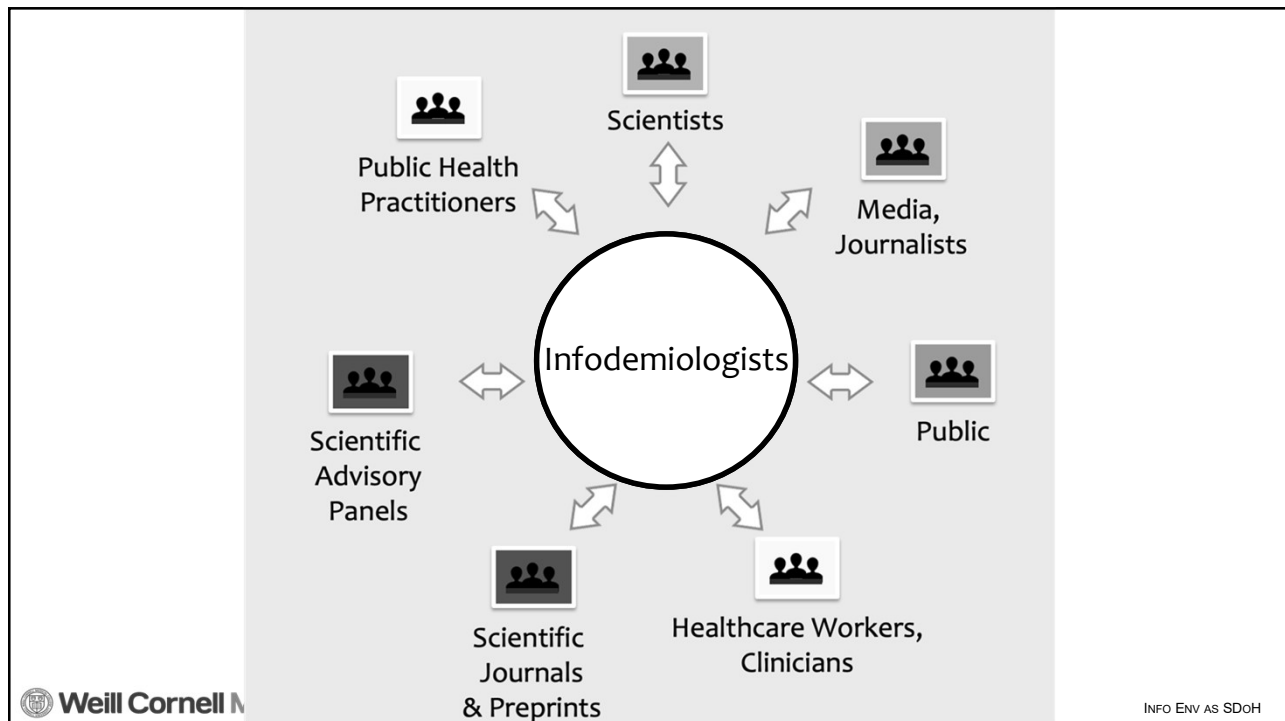 Scientists
Public Health
Practitioners
Media,
Journalists
Infodemiologists
Public
Scientific
Advisory
Panels
Healthcare Workers,
Clinicians
Scientific
Journals
& Preprints
Weill Cornell
INFO ENV AS SDOH